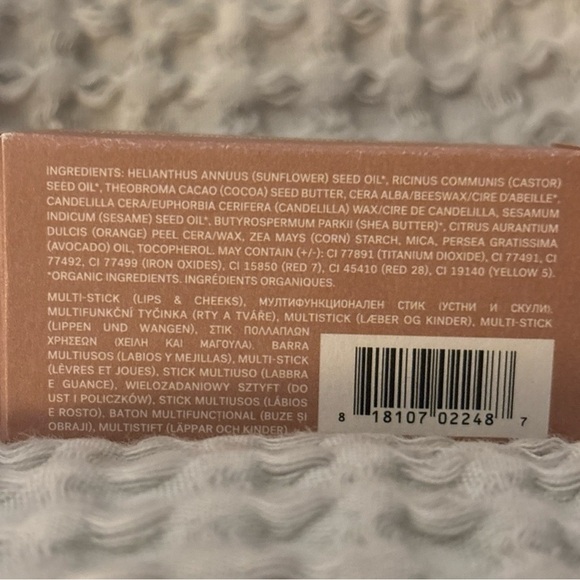 INGREDIENTS: HELIANTHUS ANNUUS (SUNFLOWER) SEED OIL*, RICINUS COMMUNIS (CASTOR)
SEED OIL*, THEOBROMA CACAO (COCOA) SEED BUTTER, CERA ALBA/BEESWAX/CIRE D'ABEILLE*,
CANDELILLA CERA/EUPHORBIA CERIFERA (CANDELILLA) WAX/CIRE DE CANDELILLA, SESAMUM
INDICUM (SESAME) SEED OIL*, BUTYROSPERMUM PARKII (SHEA BUTTER)*, CITRUS AURANTIUM
DULCIS (ORANGE) PEEL CERA/WAX, ZEA MAYS (CORN) STARCH, MICA, PERSEA GRATISSIMA
(AVOCADO) OIL, TOCOPHEROL. MAY CONTAIN (+/-): CI 77891 (TITANIUM DIOXIDE), CI 77491, CI
77492, CI 77499 (IRON OXIDES), CI 15850 (RED 7), CI 45410 (RED 28), CI 19140 (YELLOW 5).
*ORGANIC INGREDIENTS. INGRÉDIENTS ORGANIQUES.
MULTI-STICK (LIPS & CHEEKS), МУЛТИФУНКЦИОНАЛЕН СТИК (УСТНИ И СКУЛИ),
MULTIFUNKČNÍ TYČINKA (RTY A TVÁŘE), MULTISTICK (LÆBER OG KINDER), MULTI-STICK
(LIPPEN UND WANGEN), ΣΤΙΚ ΠΟΛΛΑΠΛΩΝ
ΧΡΗΣΕΩΝ (ΧΕΙΛΗ ΚΑΙ ΜΑΓΟΥΛΑ), BARRA
MULTIUSOS (LABIOS Y MEJILLAS), MULTI-STICK
(LÈVRES ET JOUES), STICK MULTIUSO (LABBRA
E GUANCE), WIELOZADANIOWY SZTYFT (DO
UST I POLICZKÓW), STICK MULTIUSOS (LÁBIOS
E ROSTO), BATON MULTIFUNCȚIONAL (BUZE ȘI
OBRAJI), MULTISTIFT (LÄPPAR OCH KINDER)
8 18107 02248 7